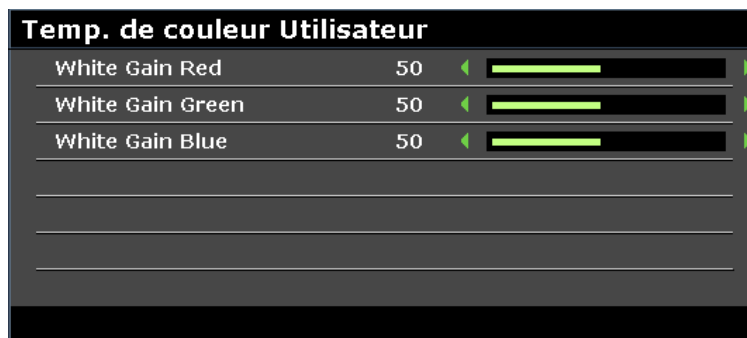 Temp. de couleur Utilisateur
White Gain Red 50
White Gain Green 50
White Gain Blue 50